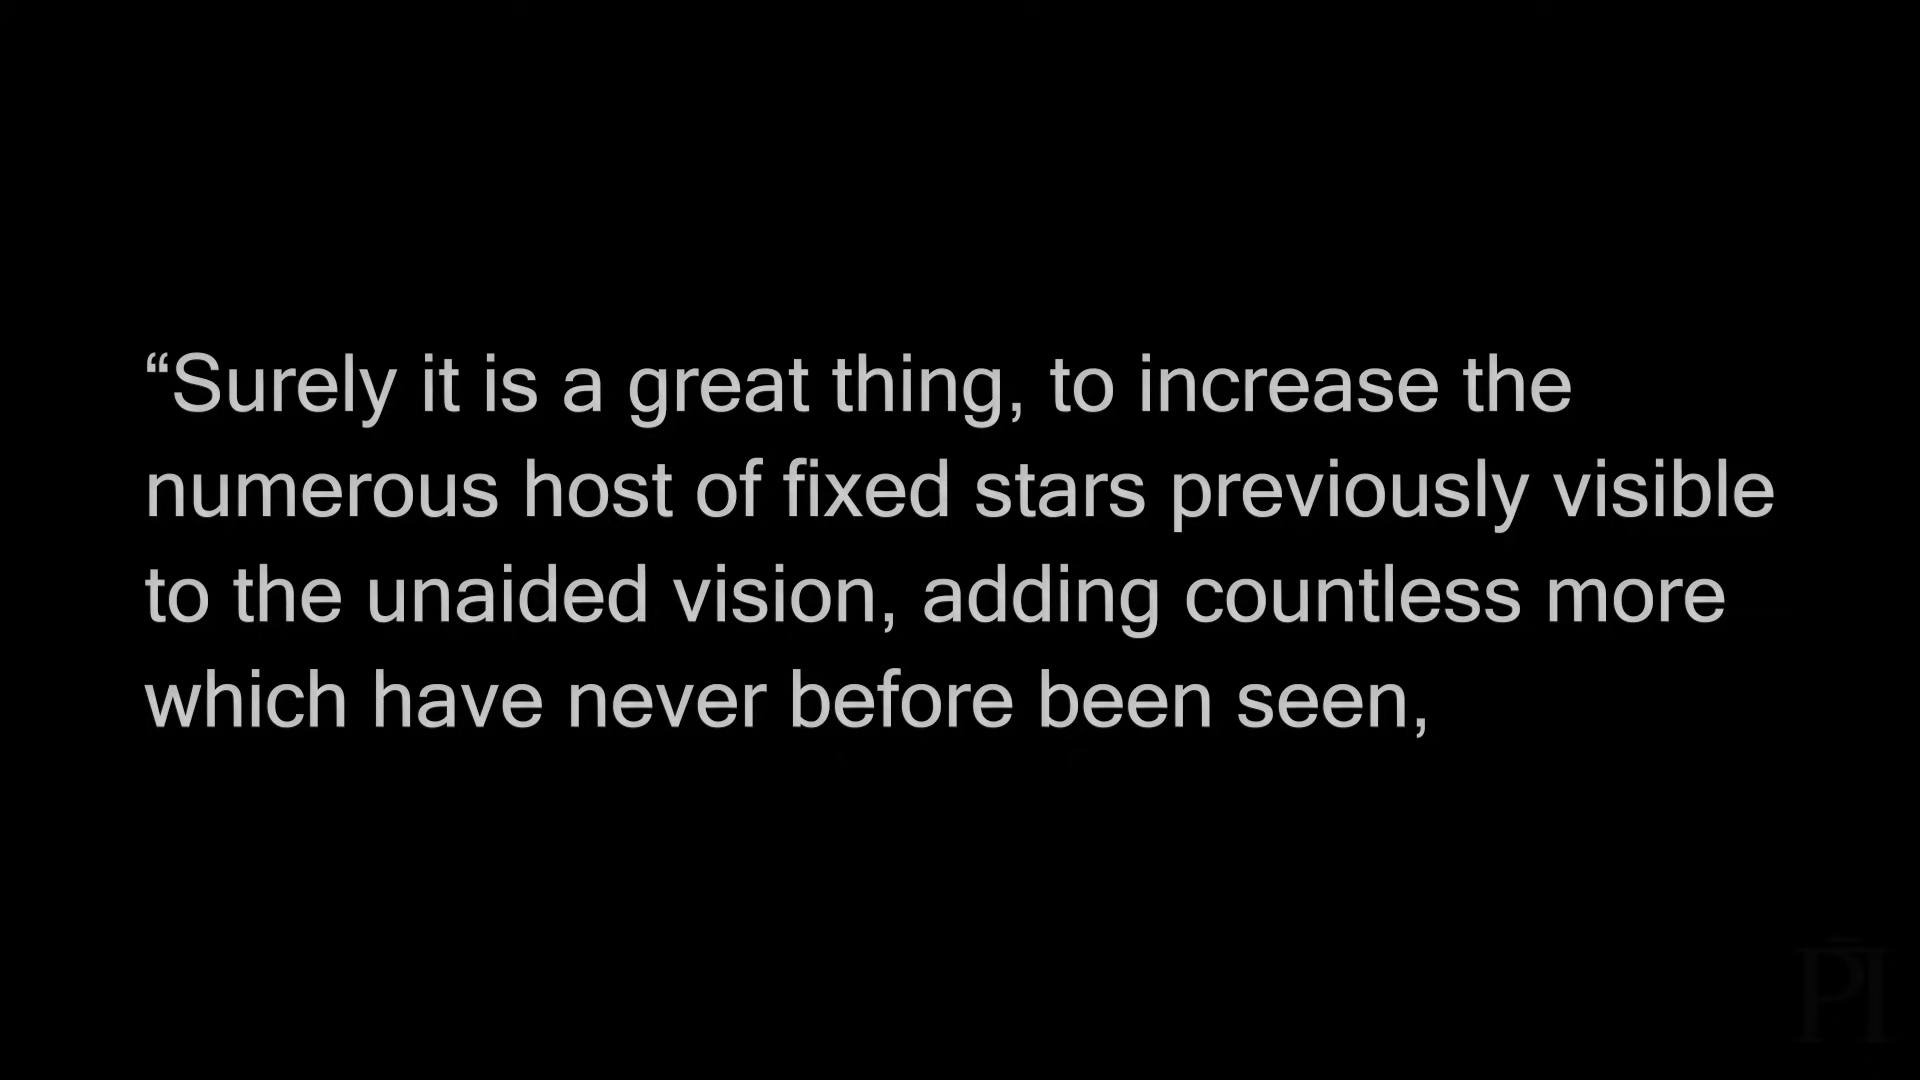 “Surely it is a great thing, to increase the
numerous host of fixed stars previously visible
to the unaided vision, adding countless more
which have never before been seen,
PI